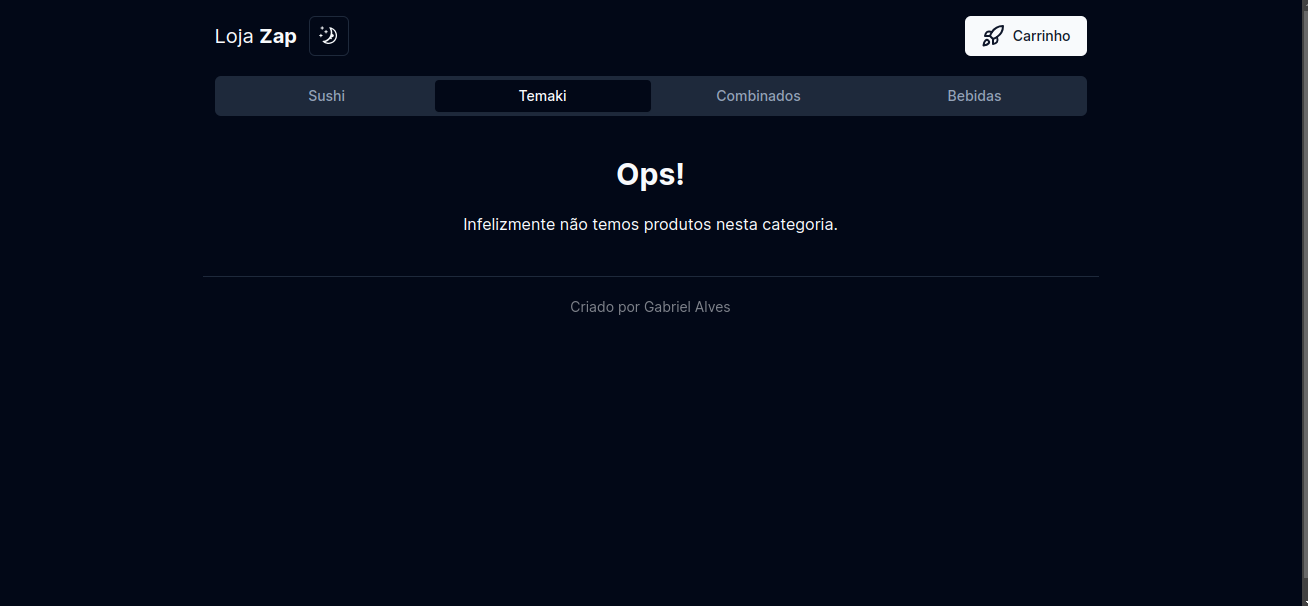 Loja Zap
Carrinho
Sushi
Temaki
Combinados
Bebidas
Ops!
Infelizmente não temos produtos nesta categoria.
Criado por Gabriel Alves